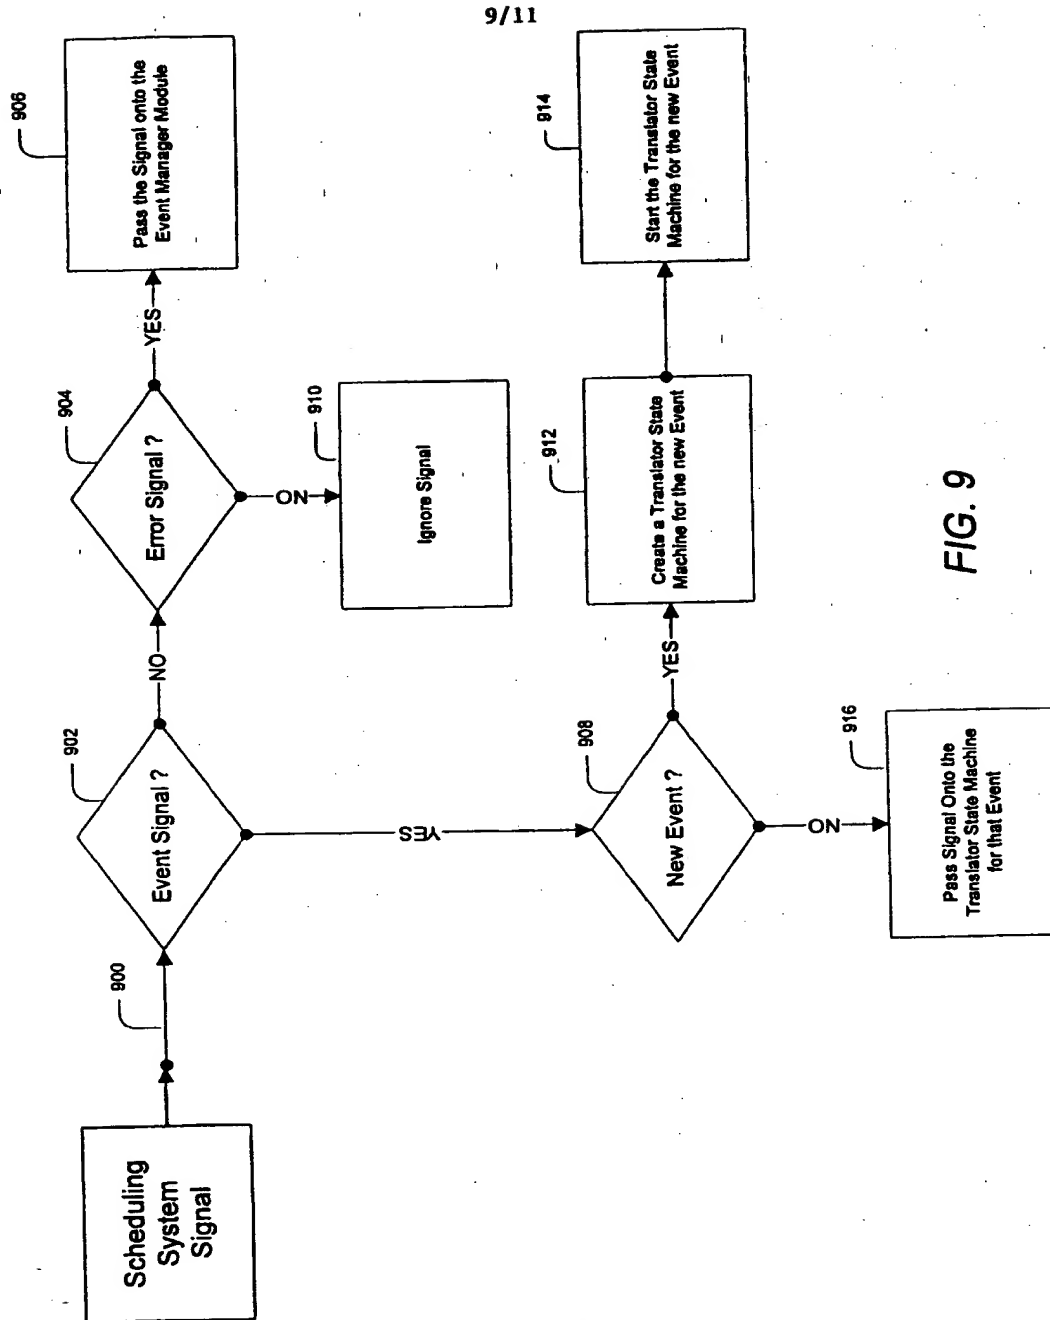 9/11
Scheduling
System
Signal
900
Event Signal ?
902
NO
Error Signal ?
904
YES
Pass the Signal onto the
Event Manager Module
906
NO
Ignore Signal
910
YES
New Event ?
908
YES
Create a Translator State
Machine for the new Event
912
Start the Translator State
Machine for the new Event
914
NO
Pass Signal Onto the
Translator State Machine
for that Event
916
FIG. 9